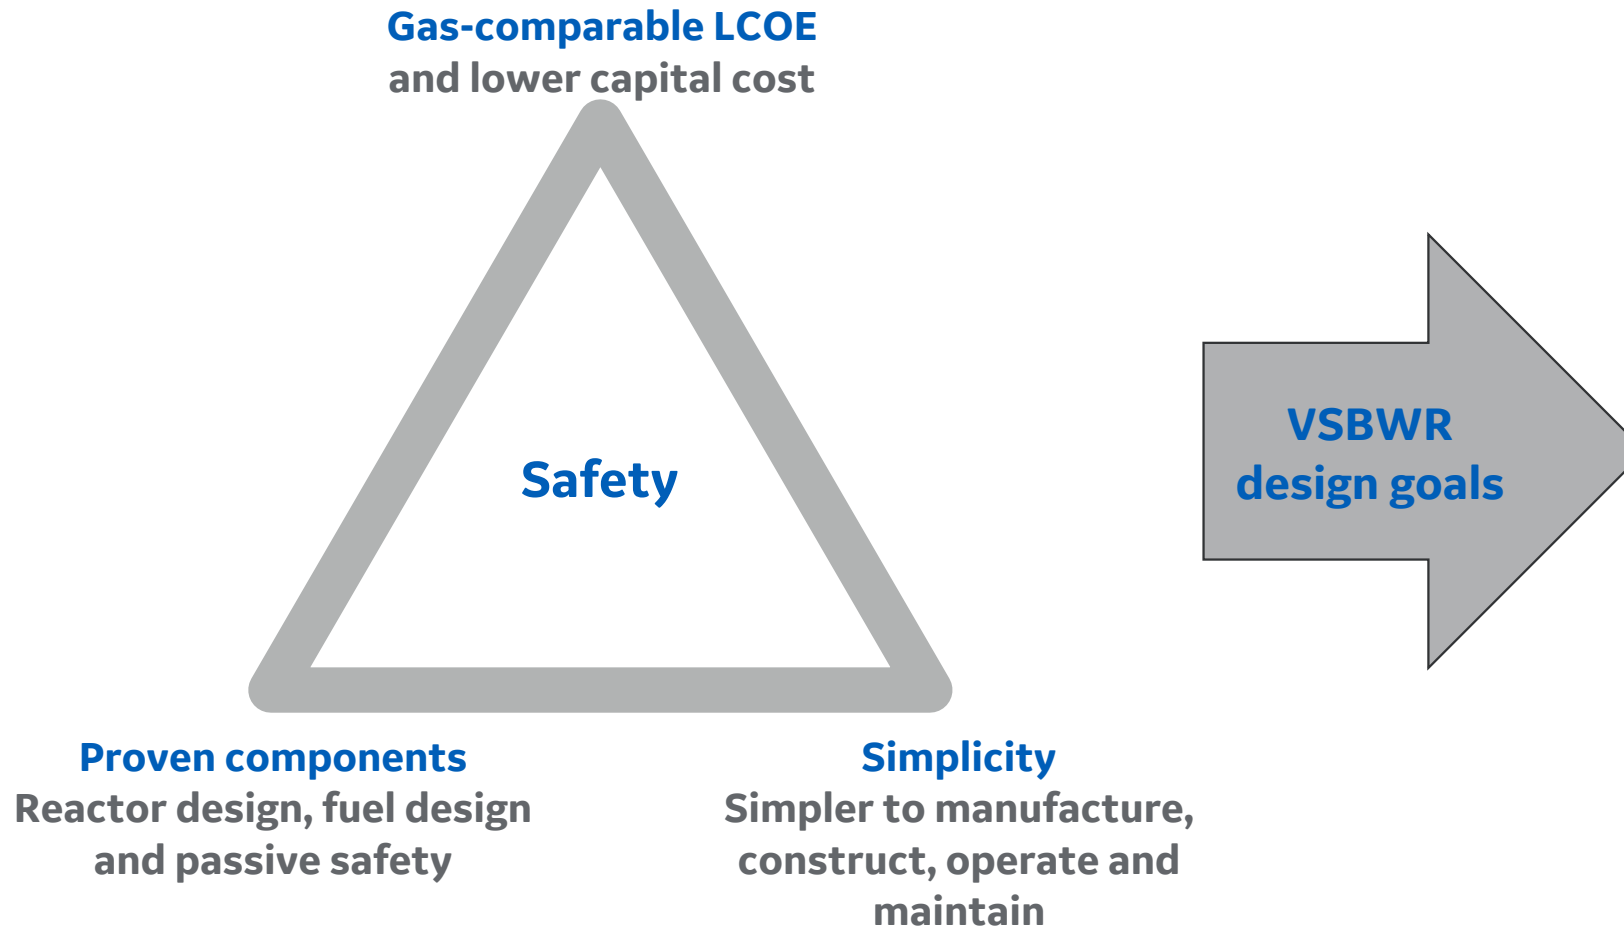 Gas-comparable LCOE
and lower capital cost
Safety
VSBWR
design goals
Proven components
Reactor design, fuel design
and passive safety
Simplicity
Simpler to manufacture,
construct, operate and
maintain